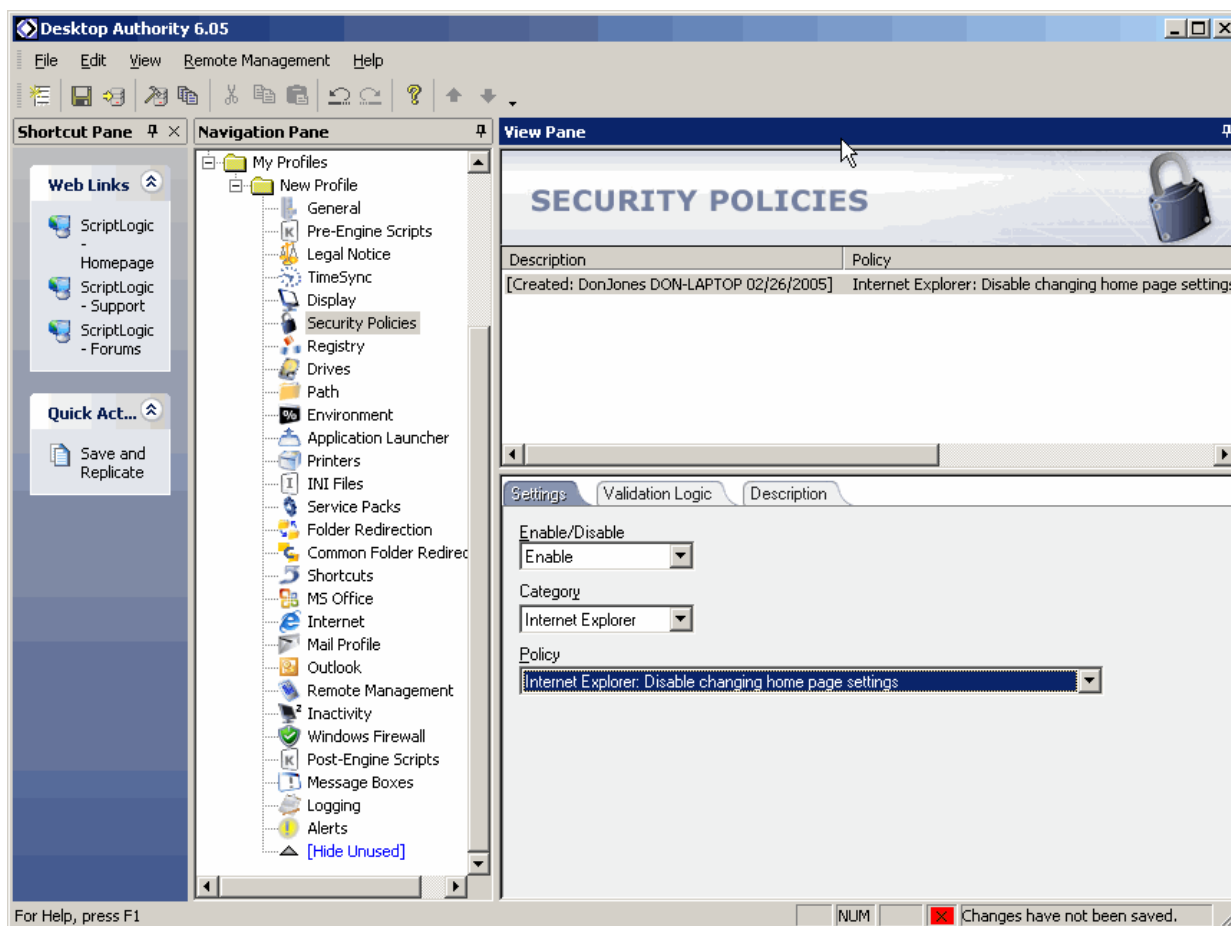 Desktop Authority 6.05
File Edit View Remote Management Help
Shortcut Pane
Web Links
ScriptLogic
-
Homepage
ScriptLogic
- Support
ScriptLogic
- Forums
Quick Act...
Save and
Replicate
Navigation Pane
My Profiles
New Profile
General
Pre-Engine Scripts
Legal Notice
TimeSync
Display
Security Policies
Registry
Drives
Path
Environment
Application Launcher
Printers
INI Files
Service Packs
Folder Redirection
Common Folder Redirec
Shortcuts
MS Office
Internet
Mail Profile
Outlook
Remote Management
Inactivity
Windows Firewall
Post-Engine Scripts
Message Boxes
Logging
Alerts
[Hide Unused]
View Pane
SECURITY POLICIES
Description Policy
[Created: DonJones DON-LAPTOP 02/26/2005] Internet Explorer: Disable changing home page settings
Settings Validation Logic Description
Enable/Disable
Enable
Category
Internet Explorer
Policy
Internet Explorer: Disable changing home page settings
For Help, press F1 NUM Changes have not been saved.